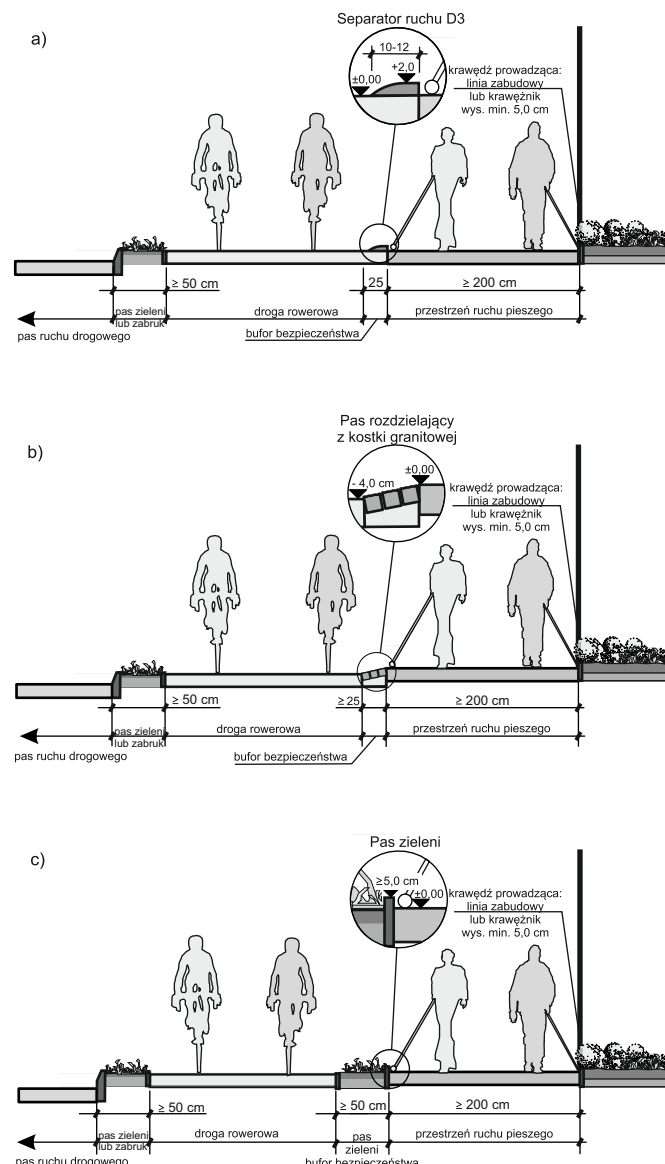 a)
Separator ruchu D3
10-12
+2,0
±0,00
krawędź prowadząca:
linia zabudowy
lub krawężnik
wys. min. 5,0 cm
≥ 50 cm
25
≥ 200 cm
pas zieleni
lub zabruk
droga rowerowa
przestrzeń ruchu pieszego
pas ruchu drogowego
bufor bezpieczeństwa
b)
Pas rozdzielający
z kostki granitowej
±0,00
- 4,0 cm
krawędź prowadząca:
linia zabudowy
lub krawężnik
wys. min. 5,0 cm
≥ 50 cm
≥ 25
≥ 200 cm
pas zieleni
lub zabruk
droga rowerowa
przestrzeń ruchu pieszego
pas ruchu drogowego
bufor bezpieczeństwa
c)
Pas zieleni
≥5,0 cm
±0,00
krawędź prowadząca:
linia zabudowy
lub krawężnik
wys. min. 5,0 cm
≥ 50 cm
≥ 50 cm
≥ 200 cm
pas zieleni
lub zabruk
droga rowerowa
pas
zieleni
przestrzeń ruchu pieszego
pas ruchu drogowego
bufor bezpieczeństwa